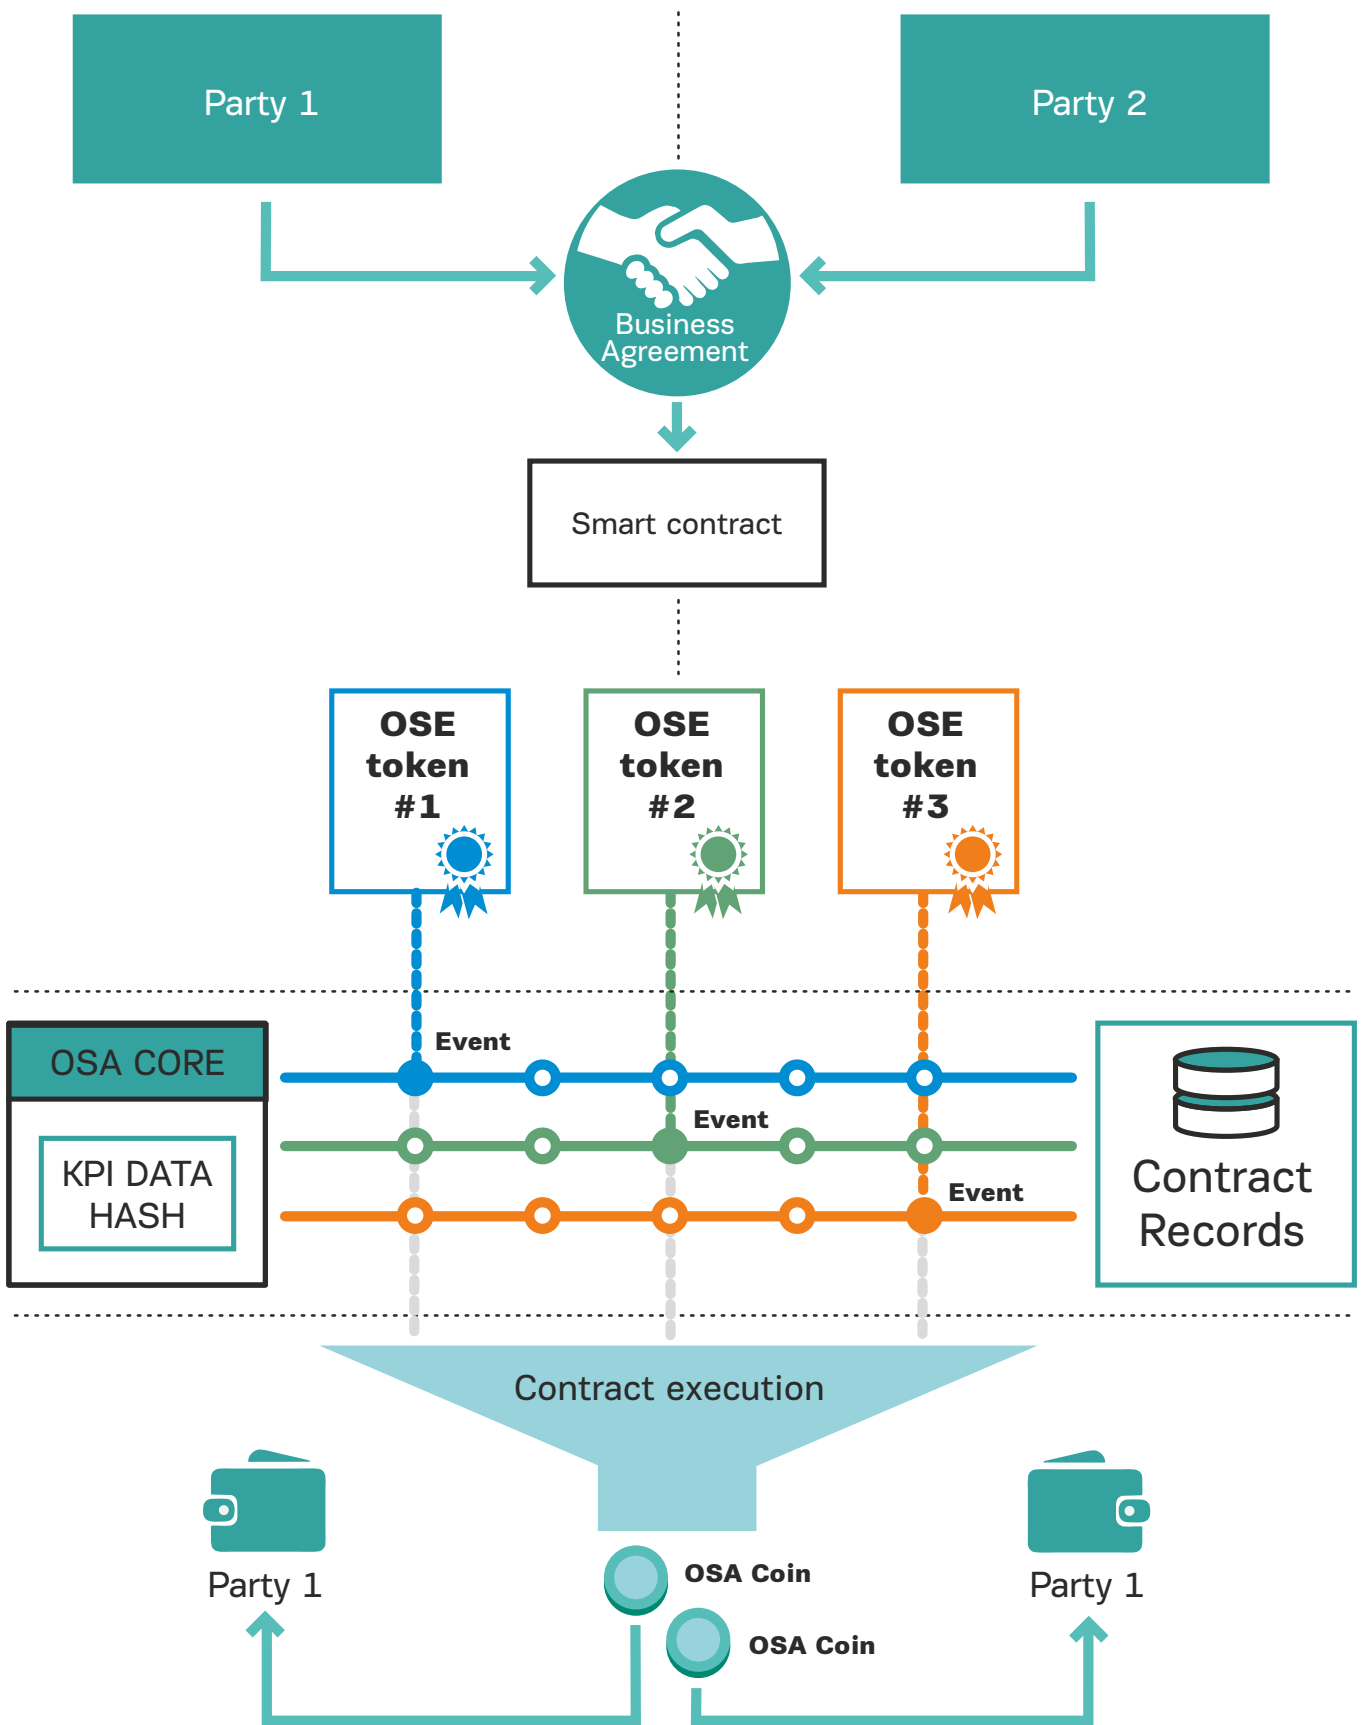 Party 1
Party 2
Business
Agreement
Smart contract
OSE
token
#1
OSE
token
#2
OSE
token
#3
OSA CORE
KPI DATA
HASH
Event
Event
Event
Contract
Records
Contract execution
Party 1
OSA Coin
OSA Coin
Party 1